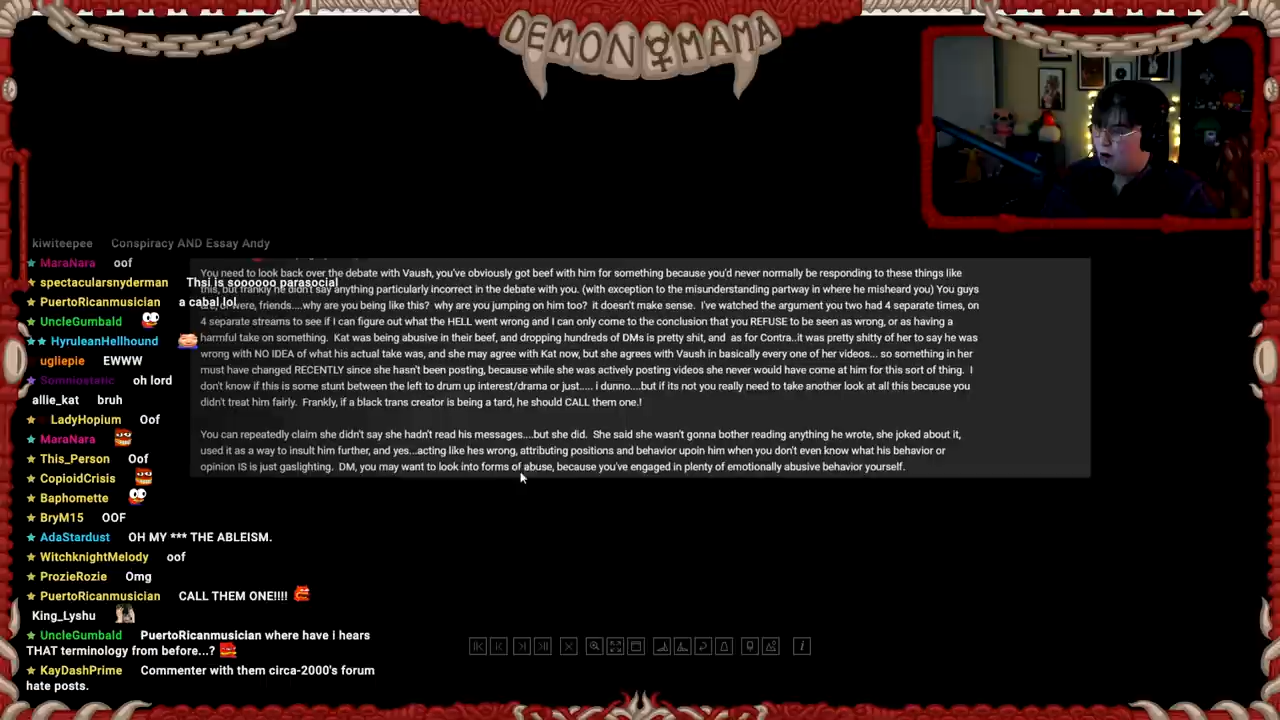 DEMON MAMA
kiwiteepee Conspiracy AND Essay Andy
MaraNara oof
spectacularsnyderman Thsi is soooooo parasocial
PuertoRicanmusician a cabal lol
UncleGumbald
HyruleanHellhound
ugliepie EWWW
Somniostatic oh lord
allie_kat bruh
LadyHopium Oof
MaraNara
This_Person Oof
CopioidCrisis
Baphomette
BryM15 OOF
AdaStardust OH MY *** THE ABLEISM.
WitchknightMelody oof
ProzieRozie Omg
PuertoRicanmusician CALL THEM ONE!!!!
King_Lyshu
UncleGumbald PuertoRicanmusician where have i hears
THAT terminology from before...?
KayDashPrime Commenter with them circa-2000's forum
hate posts.
You need to look back over the debate with Vaush, you've obviously got beef with him for something because you'd never normally be responding to these things like
this, but frankly he didn't say anything particularly incorrect in the debate with you. (with exception to the misunderstanding partway in where he misheard you) You guys
are, or were, friends....why are you being like this? why are you jumping on him too? it doesn't make sense. I've watched the argument you two had 4 separate times, on
4 separate streams to see if I can figure out what the HELL went wrong and I can only come to the conclusion that you REFUSE to be seen as wrong, or as having a
harmful take on something. Kat was being abusive in their beef, and dropping hundreds of DMs is pretty shit, and as for Contra..it was pretty shitty of her to say he was
wrong with NO IDEA of what his actual take was, and she may agree with Kat now, but she agrees with Vaush in basically every one of her videos... so something in her
must have changed RECENTLY since she hasn't been posting, because while she was actively posting videos she never would have come at him for this sort of thing. I
don't know if this is some stunt between the left to drum up interest/drama or just..... i dunno....but if its not you really need to take another look at all this because you
didn't treat him fairly. Frankly, if a black trans creator is being a tard, he should CALL them one.!
You can repeatedly claim she didn't say she hadn't read his messages....but she did. She said she wasn't gonna bother reading anything he wrote, she joked about it,
used it as a way to insult him further, and yes...acting like hes wrong, attributing positions and behavior upoin him when you don't even know what his behavior or
opinion IS is just gaslighting. DM, you may want to look into forms of abuse, because you've engaged in plenty of emotionally abusive behavior yourself.